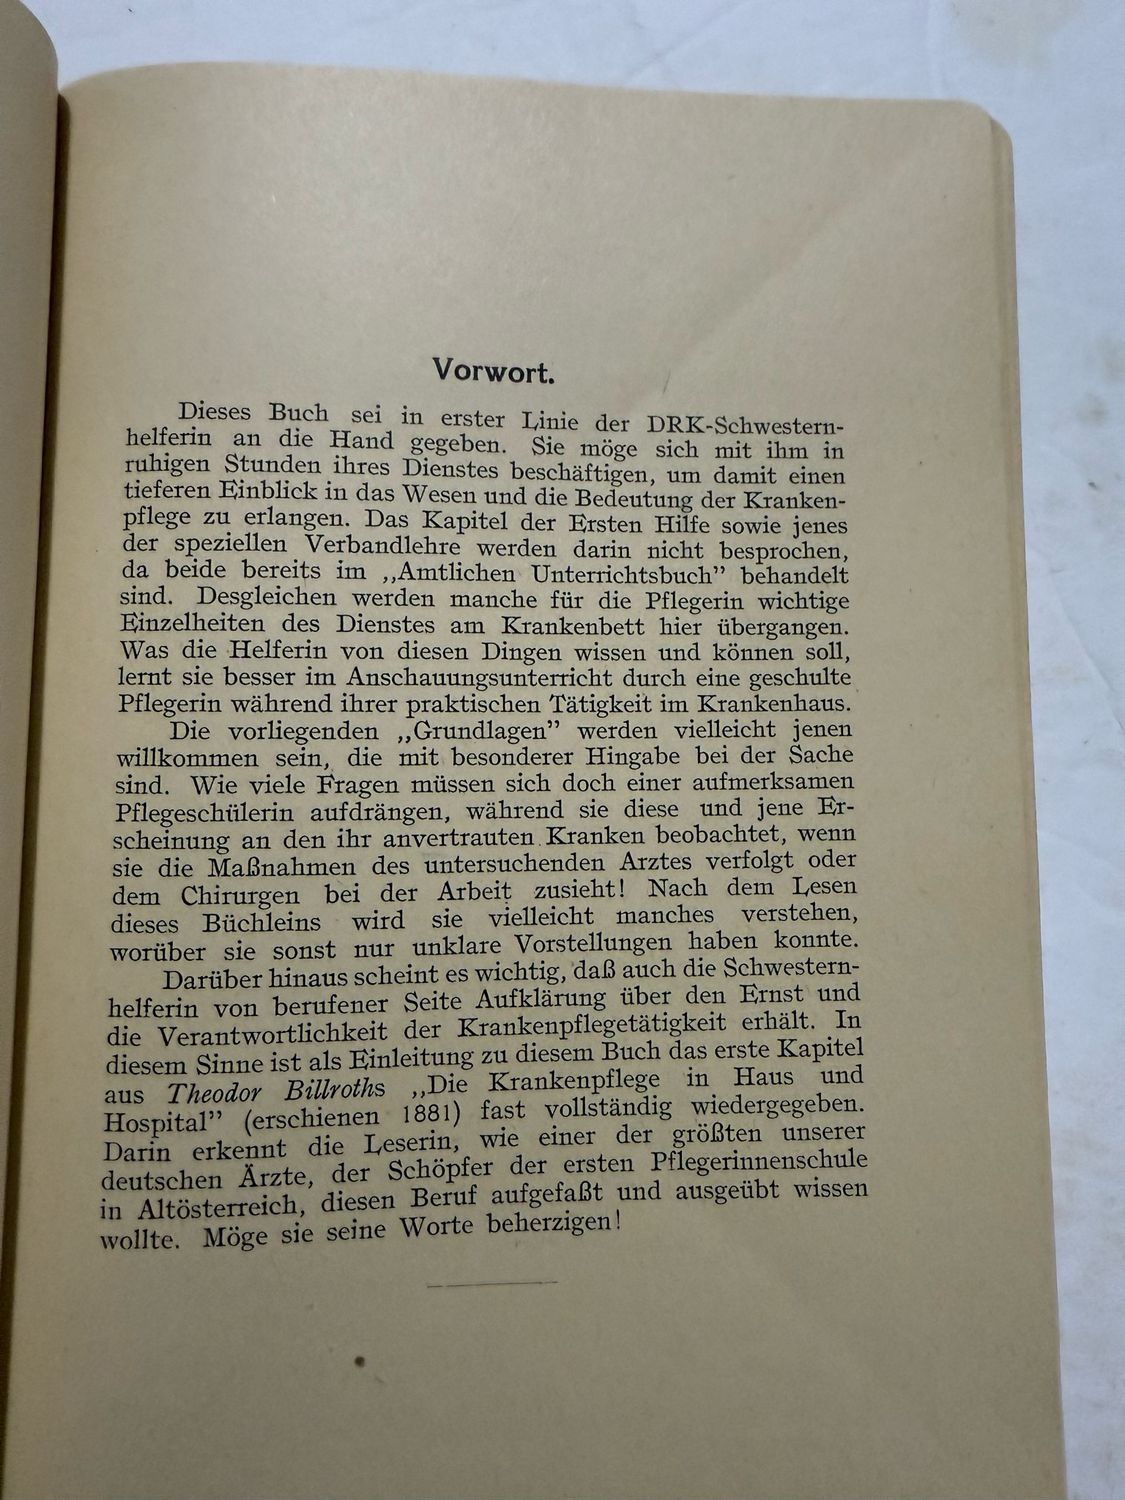 Vorwort.
Dieses Buch sei in erster Linie der DRK-Schwestern-
helferin an die Hand gegeben. Sie möge sich mit ihm in
ruhigen Stunden ihres Dienstes beschäftigen, um damit einen
tieferen Einblick in das Wesen und die Bedeutung der Kranken-
pflege zu erlangen. Das Kapitel der Ersten Hilfe sowie jenes
der speziellen Verbandlehre werden darin nicht besprochen,
da beide bereits im „Amtlichen Unterrichtsbuch” behandelt
sind. Desgleichen werden manche für die Pflegerin wichtige
Einzelheiten des Dienstes am Krankenbett hier übergangen.
Was die Helferin von diesen Dingen wissen und können soll,
lernt sie besser im Anschauungsunterricht durch eine geschulte
Pflegerin während ihrer praktischen Tätigkeit im Krankenhaus.
Die vorliegenden „Grundlagen” werden vielleicht jenen
willkommen sein, die mit besonderer Hingabe bei der Sache
sind. Wie viele Fragen müssen sich doch einer aufmerksamen
Pflegeschülerin aufdrängen, während sie diese und jene Er-
scheinung an den ihr anvertrauten Kranken beobachtet, wenn
sie die Maßnahmen des untersuchenden Arztes verfolgt oder
dem Chirurgen bei der Arbeit zusieht! Nach dem Lesen
dieses Büchleins wird sie vielleicht manches verstehen,
worüber sie sonst nur unklare Vorstellungen haben konnte.
Darüber hinaus scheint es wichtig, daß auch die Schwestern-
helferin von berufener Seite Aufklärung über den Ernst und
die Verantwortlichkeit der Krankenpflegetätigkeit erhält. In
diesem Sinne ist als Einleitung zu diesem Buch das erste Kapitel
aus Theodor Billroths „Die Krankenpflege in Haus und
Hospital” (erschienen 1881) fast vollständig wiedergegeben.
Darin erkennt die Leserin, wie einer der größten unserer
deutschen Ärzte, der Schöpfer der ersten Pflegerinnenschule
in Altösterreich, diesen Beruf aufgefaßt und ausgeübt wissen
wollte. Möge sie seine Worte beherzigen!